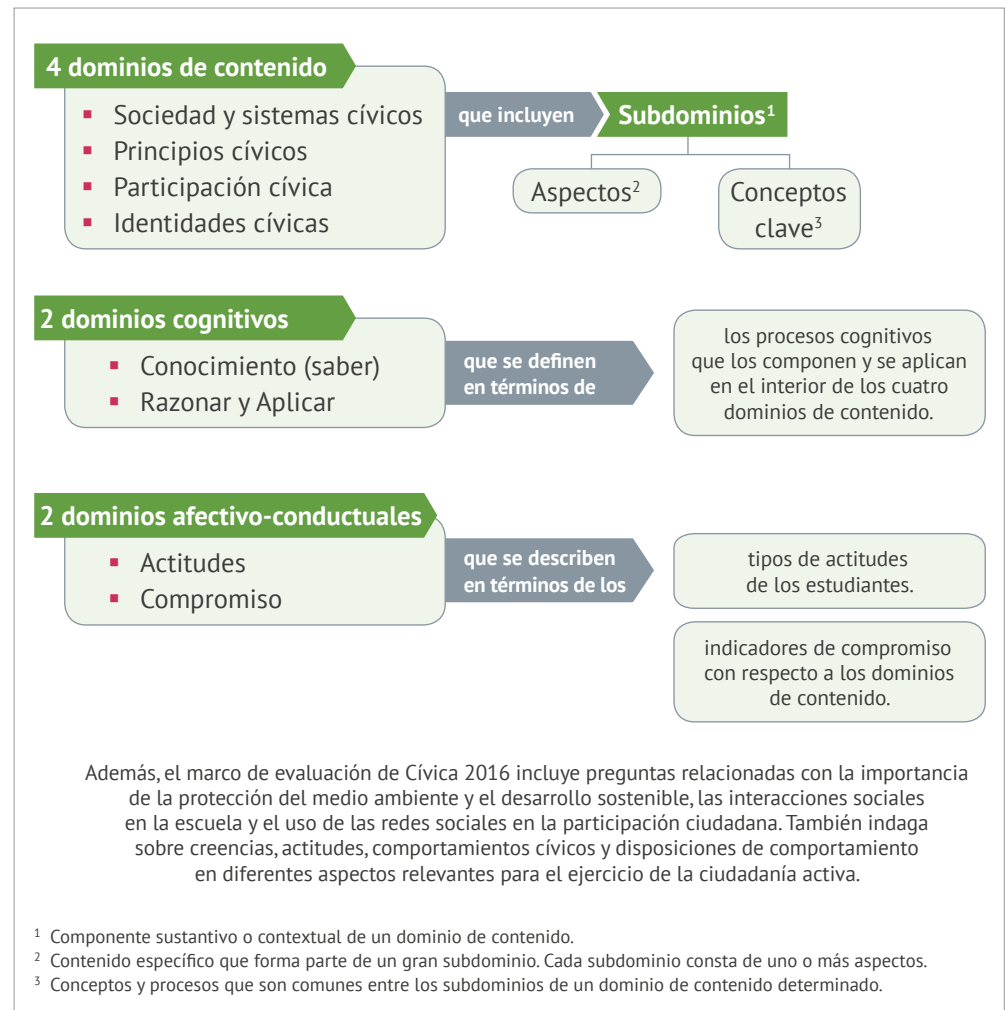 4 dominios de contenido
▪ Sociedad y sistemas cívicos
▪ Principios cívicos
▪ Participación cívica
▪ Identidades cívicas
que incluyen
Subdominios¹
Aspectos²
Conceptos
clave³
2 dominios cognitivos
▪ Conocimiento (saber)
▪ Razonar y Aplicar
que se definen
en términos de
los procesos cognitivos
que los componen y se aplican
en el interior de los cuatro
dominios de contenido.
2 dominios afectivo-conductuales
▪ Actitudes
▪ Compromiso
que se describen
en términos de los
tipos de actitudes
de los estudiantes.
indicadores de compromiso
con respecto a los dominios
de contenido.
Además, el marco de evaluación de Cívica 2016 incluye preguntas relacionadas con la importancia
de la protección del medio ambiente y el desarrollo sostenible, las interacciones sociales
en la escuela y el uso de las redes sociales en la participación ciudadana. También indaga
sobre creencias, actitudes, comportamientos cívicos y disposiciones de comportamiento
en diferentes aspectos relevantes para el ejercicio de la ciudadanía activa.
¹ Componente sustantivo o contextual de un dominio de contenido.
² Contenido específico que forma parte de un gran subdominio. Cada subdominio consta de uno o más aspectos.
³ Conceptos y procesos que son comunes entre los subdominios de un dominio de contenido determinado.